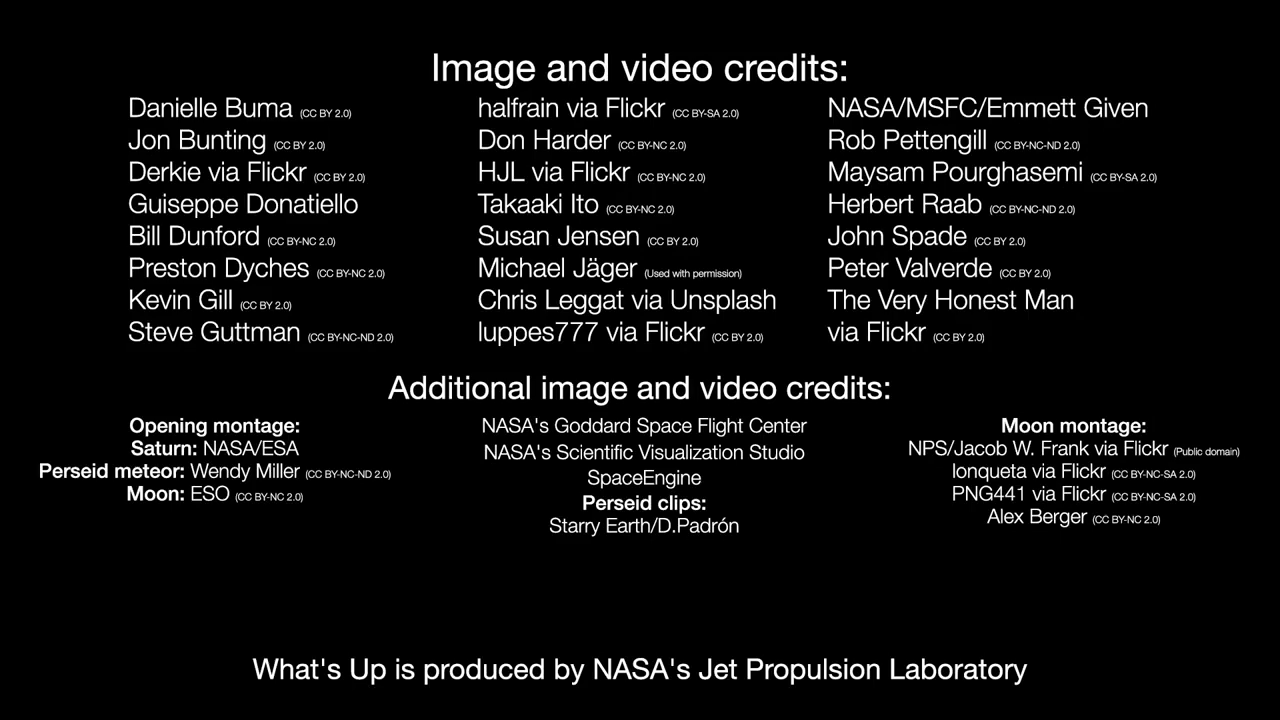 Image and video credits:
Danielle Buma (CC BY 2.0)
Jon Bunting (CC BY 2.0)
Derkie via Flickr (CC BY 2.0)
Guiseppe Donatiello
Bill Dunford (CC BY-NC 2.0)
Preston Dyches (CC BY-NC 2.0)
Kevin Gill (CC BY 2.0)
Steve Guttman (CC BY-NC-ND 2.0)
halfrain via Flickr (CC BY-SA 2.0)
Don Harder (CC BY-NC 2.0)
HJL via Flickr (CC BY-NC 2.0)
Takaaki Ito (CC BY-NC 2.0)
Susan Jensen (CC BY 2.0)
Michael Jäger (Used with permission)
Chris Leggat via Unsplash
luppes777 via Flickr (CC BY 2.0)
NASA/MSFC/Emmett Given
Rob Pettengill (CC BY-NC-ND 2.0)
Maysam Pourghasemi (CC BY-SA 2.0)
Herbert Raab (CC BY-NC-ND 2.0)
John Spade (CC BY 2.0)
Peter Valverde (CC BY 2.0)
The Very Honest Man
via Flickr (CC BY 2.0)
Additional image and video credits:
Opening montage:
Saturn: NASA/ESA
Perseid meteor: Wendy Miller (CC BY-NC-ND 2.0)
Moon: ESO (CC BY-NC 2.0)
NASA's Goddard Space Flight Center
NASA's Scientific Visualization Studio
SpaceEngine
Perseid clips:
Starry Earth/D.Padrón
Moon montage:
NPS/Jacob W. Frank via Flickr (Public domain)
lonqueta via Flickr (CC BY-NC-SA 2.0)
PNG441 via Flickr (CC BY-NC-SA 2.0)
Alex Berger (CC BY-NC 2.0)
What's Up is produced by NASA's Jet Propulsion Laboratory